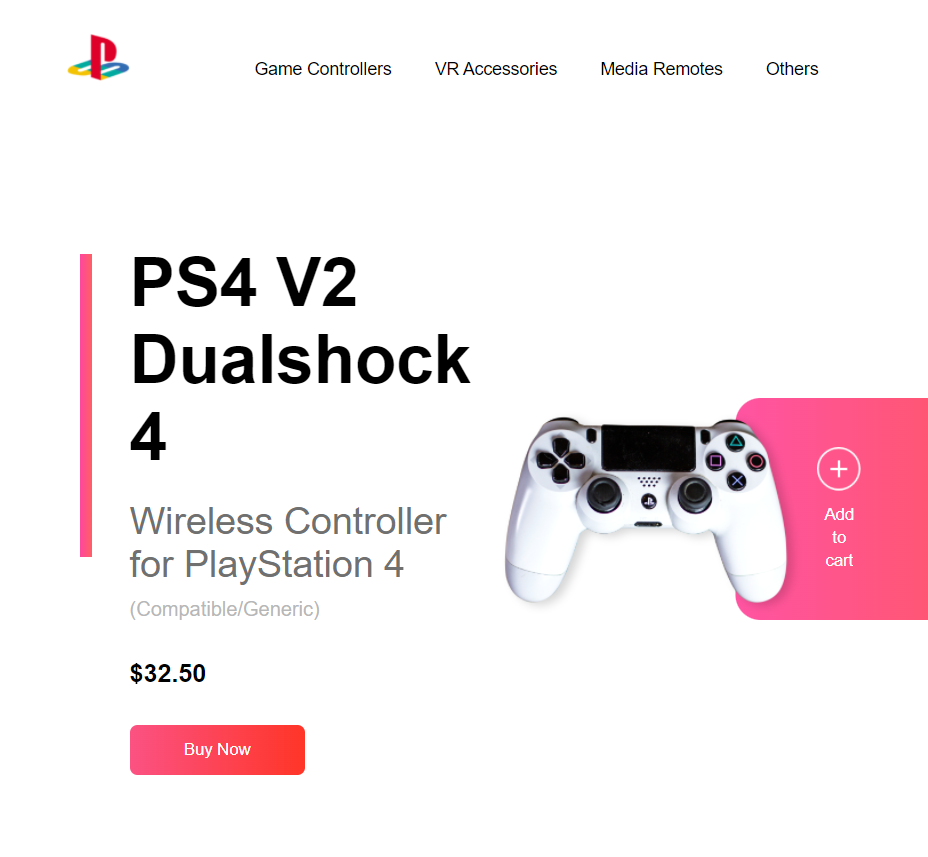 Game Controllers VR Accessories Media Remotes Others
PS4 V2
Dualshock
4
Wireless Controller
for PlayStation 4
(Compatible/Generic)
$32.50
Buy Now
Add
to
cart